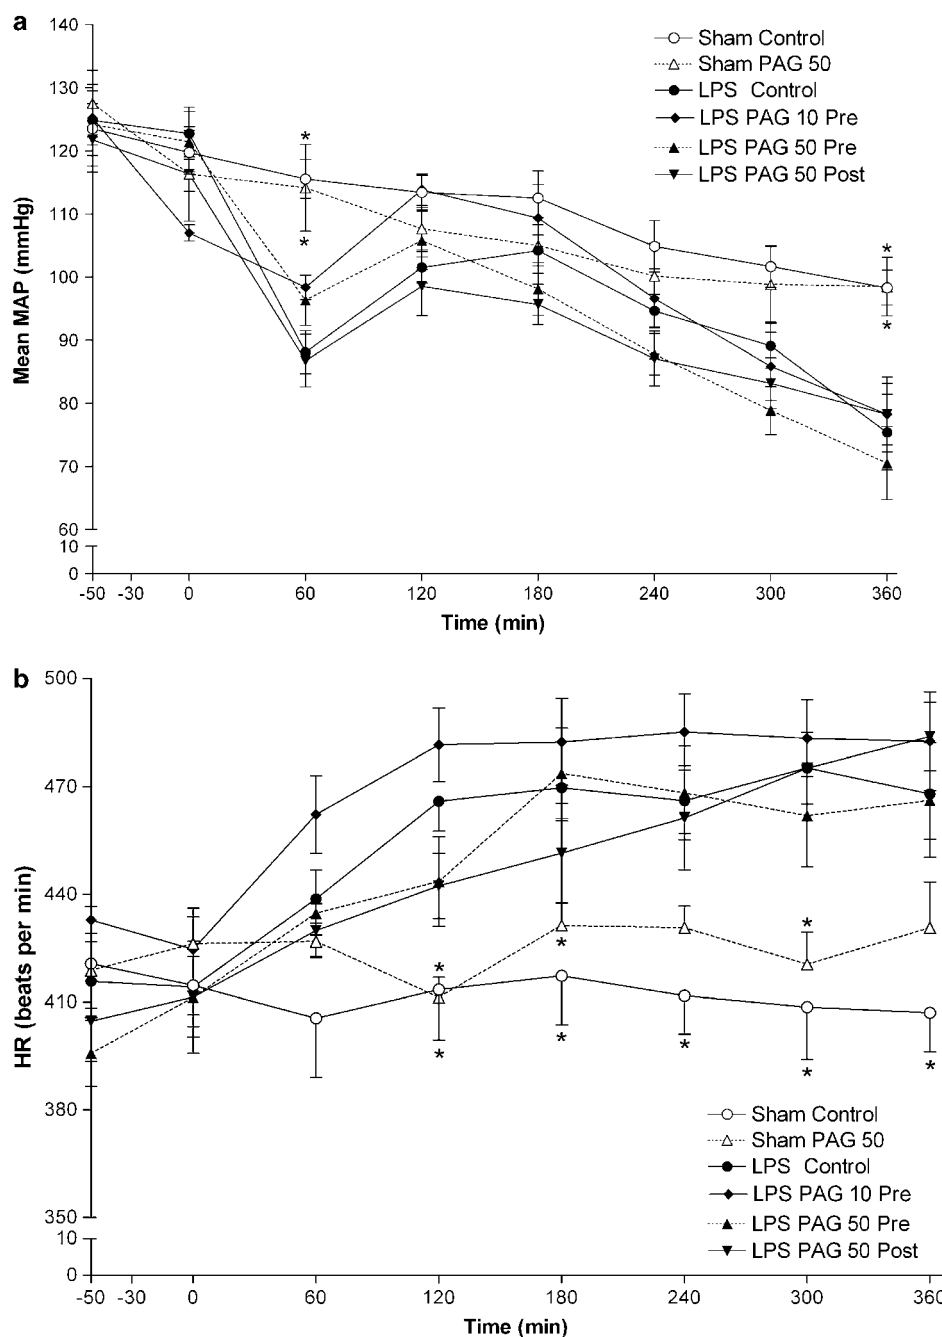 a
140
130
120
110
100
90
80
70
60
10
0
Mean MAP (mmHg)
Sham Control
Sham PAG 50
LPS Control
LPS PAG 10 Pre
LPS PAG 50 Pre
LPS PAG 50 Post
*
*
*
*
-50 -30 0 60 120 180 240 300 360
Time (min)
b
500
470
440
410
380
350
10
0
HR (beats per min)
* * *
* * * * *
Sham Control
Sham PAG 50
LPS Control
LPS PAG 10 Pre
LPS PAG 50 Pre
LPS PAG 50 Post
-50 -30 0 60 120 180 240 300 360
Time (min)